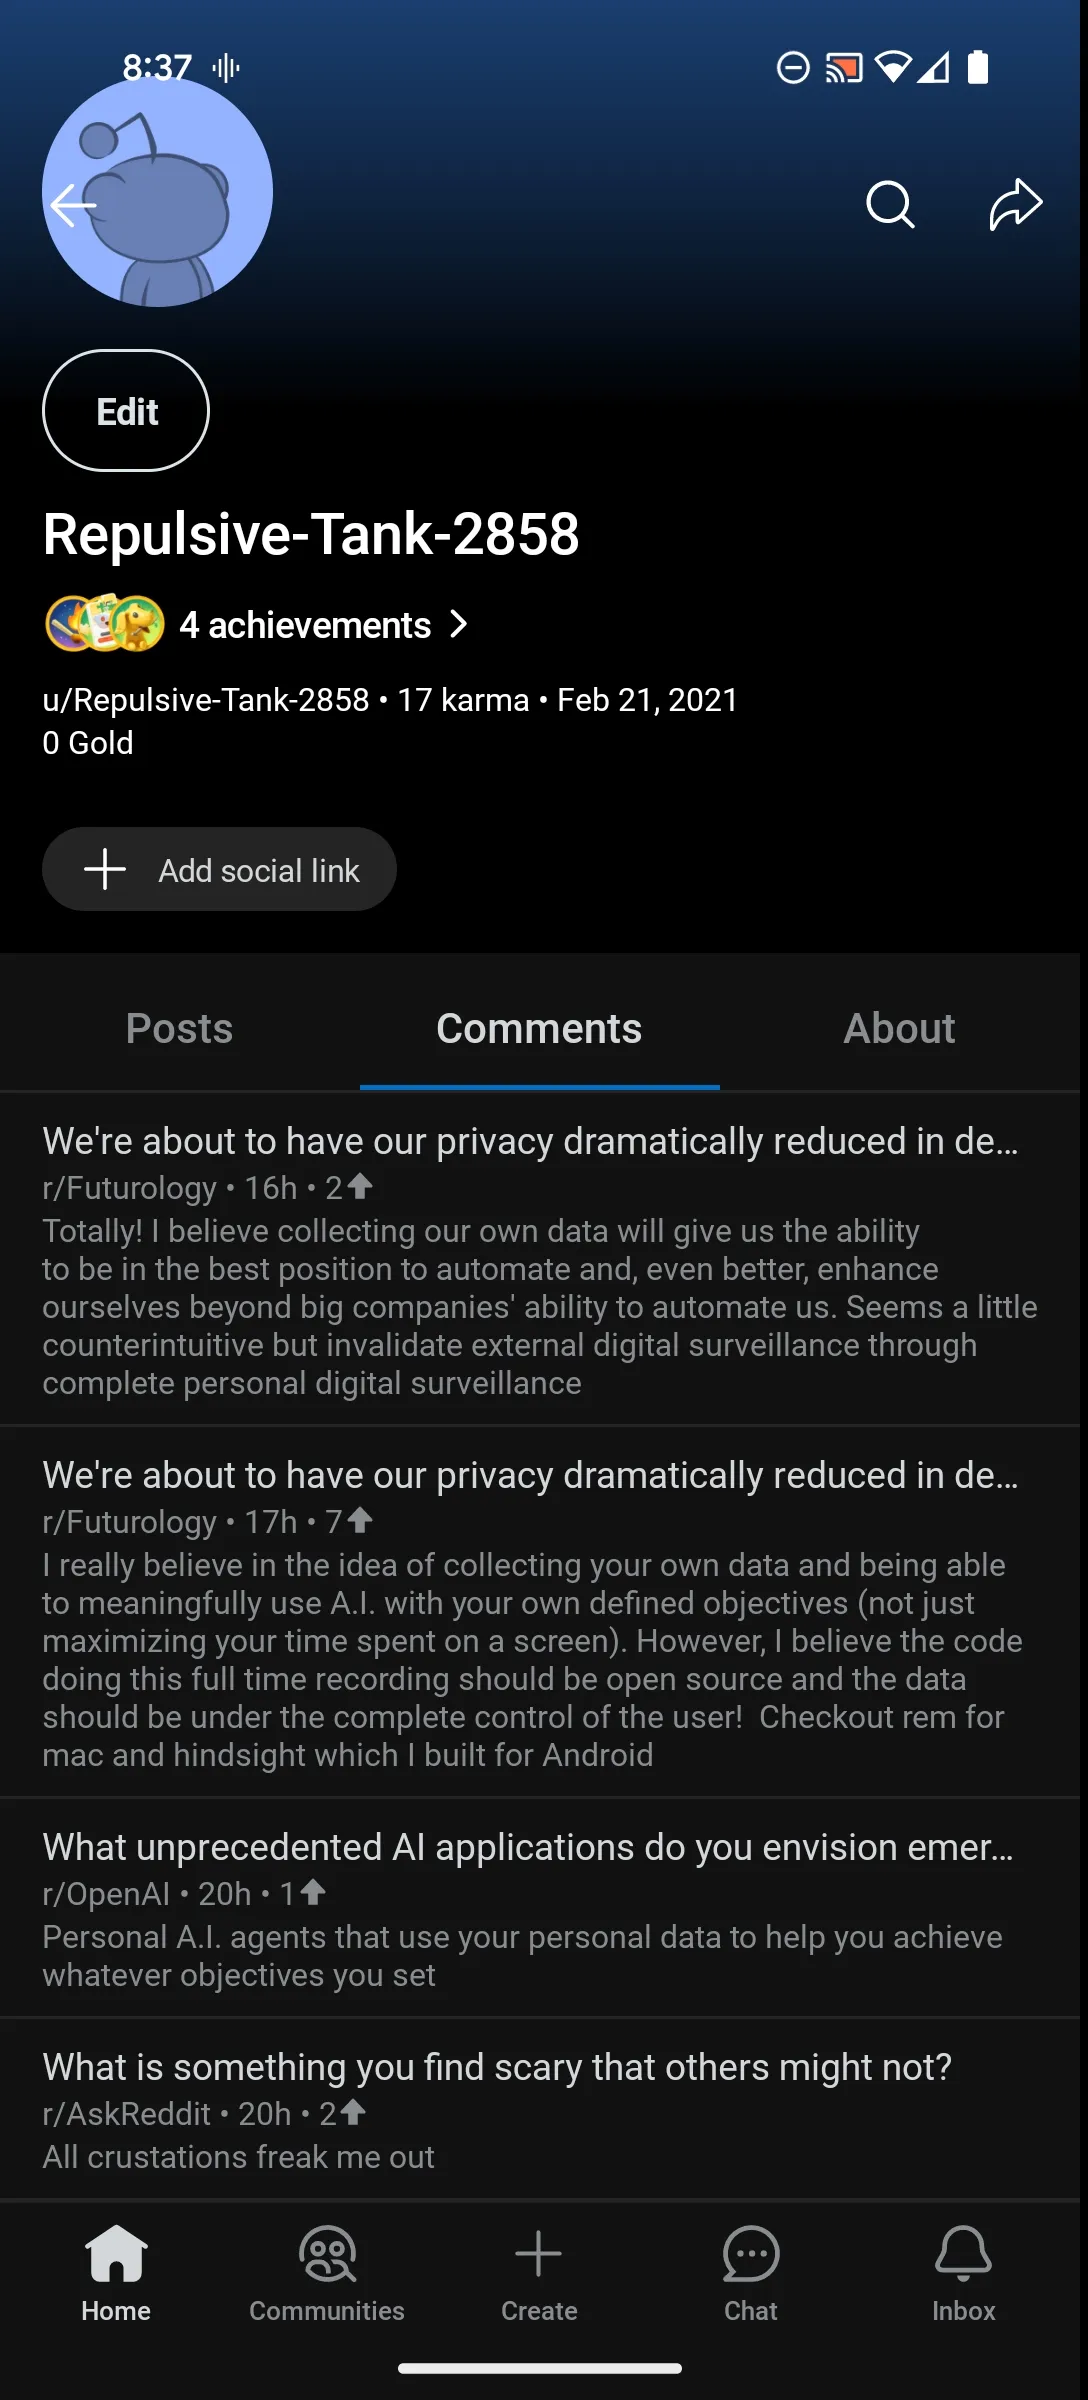 8:37
Edit
Repulsive-Tank-2858
4 achievements
u/Repulsive-Tank-2858 • 17 karma • Feb 21, 2021
0 Gold
Add social link
Posts
Comments
About
We're about to have our privacy dramatically reduced in de...
r/Futurology • 16h • 2
Totally! I believe collecting our own data will give us the ability
to be in the best position to automate and, even better, enhance
ourselves beyond big companies' ability to automate us. Seems a little
counterintuitive but invalidate external digital surveillance through
complete personal digital surveillance
We're about to have our privacy dramatically reduced in de...
r/Futurology • 17h • 7
I really believe in the idea of collecting your own data and being able
to meaningfully use A.I. with your own defined objectives (not just
maximizing your time spent on a screen). However, I believe the code
doing this full time recording should be open source and the data
should be under the complete control of the user!  Checkout rem for
mac and hindsight which I built for Android
What unprecedented AI applications do you envision emer...
r/OpenAI • 20h • 1
Personal A.I. agents that use your personal data to help you achieve
whatever objectives you set
What is something you find scary that others might not?
r/AskReddit • 20h • 2
All crustations freak me out
Home
Communities
Create
Chat
Inbox